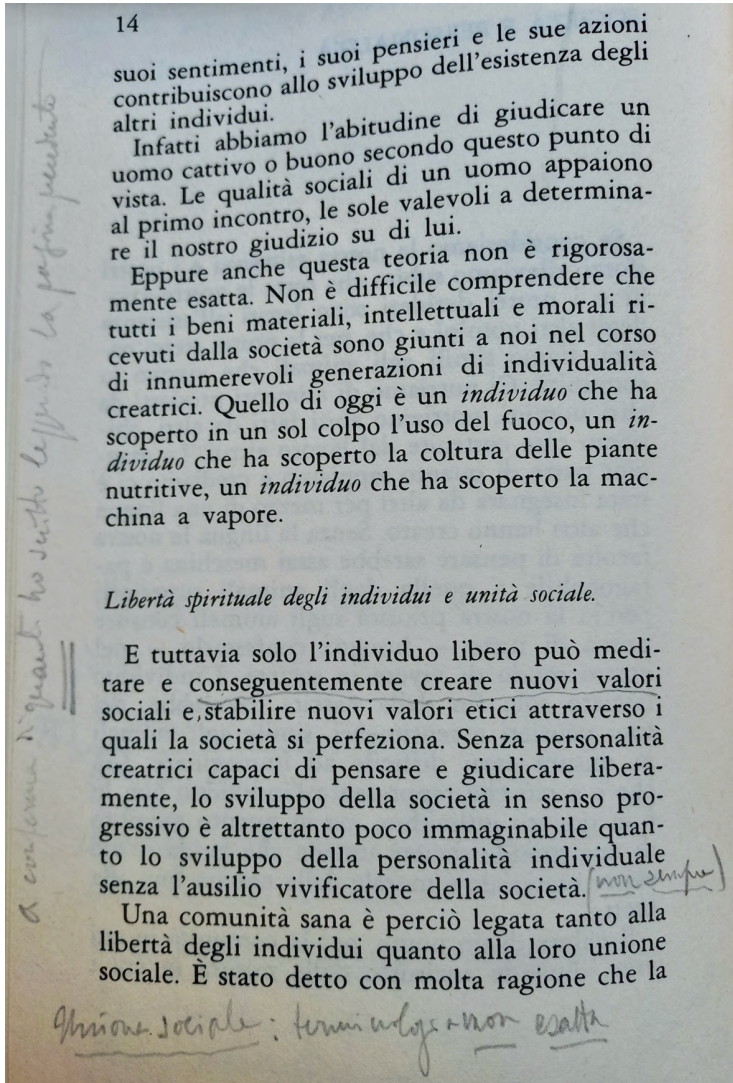 14
suoi sentimenti, i suoi pensieri e le sue azioni
contribuiscono allo sviluppo dell'esistenza degli
altri individui.
Infatti abbiamo l'abitudine di giudicare un
uomo cattivo o buono secondo questo punto di
vista. Le qualità sociali di un uomo appaiono
al primo incontro, le sole valevoli a determina-
re il nostro giudizio su di lui.
Eppure anche questa teoria non è rigorosa-
mente esatta. Non è difficile comprendere che
tutti i beni materiali, intellettuali e morali ri-
cevuti dalla società sono giunti a noi nel corso
di innumerevoli generazioni di individualità
creatrici. Quello di oggi è un individuo che ha
scoperto in un sol colpo l'uso del fuoco, un in-
dividuo che ha scoperto la coltura delle piante
nutritive, un individuo che ha scoperto la mac-
china a vapore.
Libertà spirituale degli individui e unità sociale.
E tuttavia solo l'individuo libero può medi-
tare e conseguentemente creare nuovi valori
sociali e stabilire nuovi valori etici attraverso i
quali la società si perfeziona. Senza personalità
creatrici capaci di pensare e giudicare libera-
mente, lo sviluppo della società in senso pro-
gressivo è altrettanto poco immaginabile quan-
to lo sviluppo della personalità individuale
senza l'ausilio vivificatore della società. (non sempre)
Una comunità sana è perciò legata tanto alla
libertà degli individui quanto alla loro unione
sociale. È stato detto con molta ragione che la
Unione sociale: terminologia non esatta
a conferma di quanto ho scritto leggendo la pagina precedente